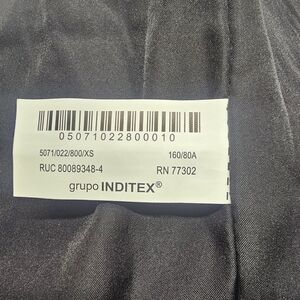 05071022800010
5071/022/800/XS 160/80A
RUC 80089348-4 RN 77302
grupo INDITEX®